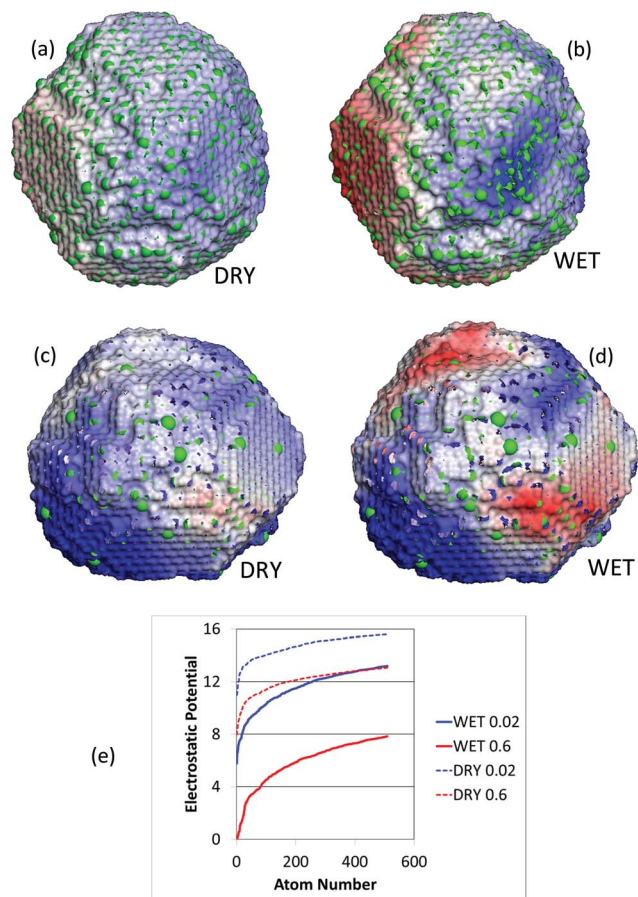 (a)
(b)
DRY
WET
(c)
(d)
DRY
WET
(e)
Electrostatic Potential
16
12
8
4
0
0
200
400
600
Atom Number
WET 0.02
WET 0.6
DRY 0.02
DRY 0.6